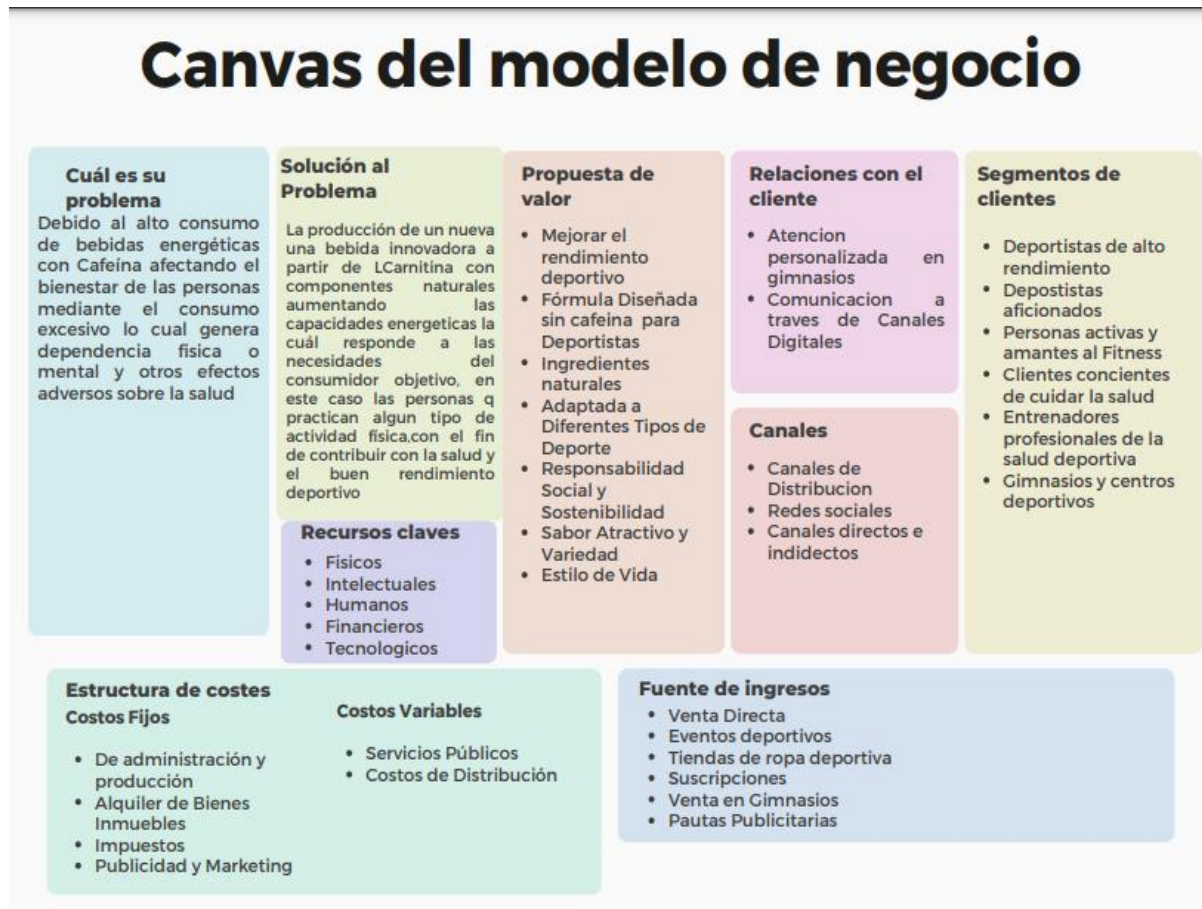 Canvas del modelo de negocio
Cuál es su
problema
Debido al alto consumo
de bebidas energéticas
con Cafeína afectando el
bienestar de las personas
mediante el consumo
excesivo lo cual genera
dependencia fisica o
mental y otros efectos
adversos sobre la salud
Solución al
Problema
La producción de un nueva
una bebida innovadora a
partir de LCarnitina con
componentes naturales
aumentando las
capacidades energeticas la
cuál responde a las
necesidades del
consumidor objetivo, en
este caso las personas q
practican algun tipo de
actividad física,con el fin
de contribuir con la salud y
el buen rendimiento
deportivo
Recursos claves
• Fisicos
• Intelectuales
• Humanos
• Financieros
• Tecnologicos
Propuesta de
valor
• Mejorar el
rendimiento
deportivo
• Fórmula Diseñada
sin cafeina para
Deportistas
• Ingredientes
naturales
• Adaptada a
Diferentes Tipos de
Deporte
• Responsabilidad
Social y
Sostenibilidad
• Sabor Atractivo y
Variedad
• Estilo de Vida
Relaciones con el
cliente
• Atencion
personalizada en
gimnasios
• Comunicacion a
traves de Canales
Digitales
Canales
• Canales de
Distribucion
• Redes sociales
• Canales directos e
indidectos
Segmentos de
clientes
• Deportistas de alto
rendimiento
• Depostistas
aficionados
• Personas activas y
amantes al Fitness
• Clientes concientes
de cuidar la salud
• Entrenadores
profesionales de la
salud deportiva
• Gimnasios y centros
deportivos
Estructura de costes
Costos Fijos
• De administración y
producción
• Alquiler de Bienes
Inmuebles
• Impuestos
• Publicidad y Marketing
Costos Variables
• Servicios Públicos
• Costos de Distribución
Fuente de ingresos
• Venta Directa
• Eventos deportivos
• Tiendas de ropa deportiva
• Suscripciones
• Venta en Gimnasios
• Pautas Publicitarias